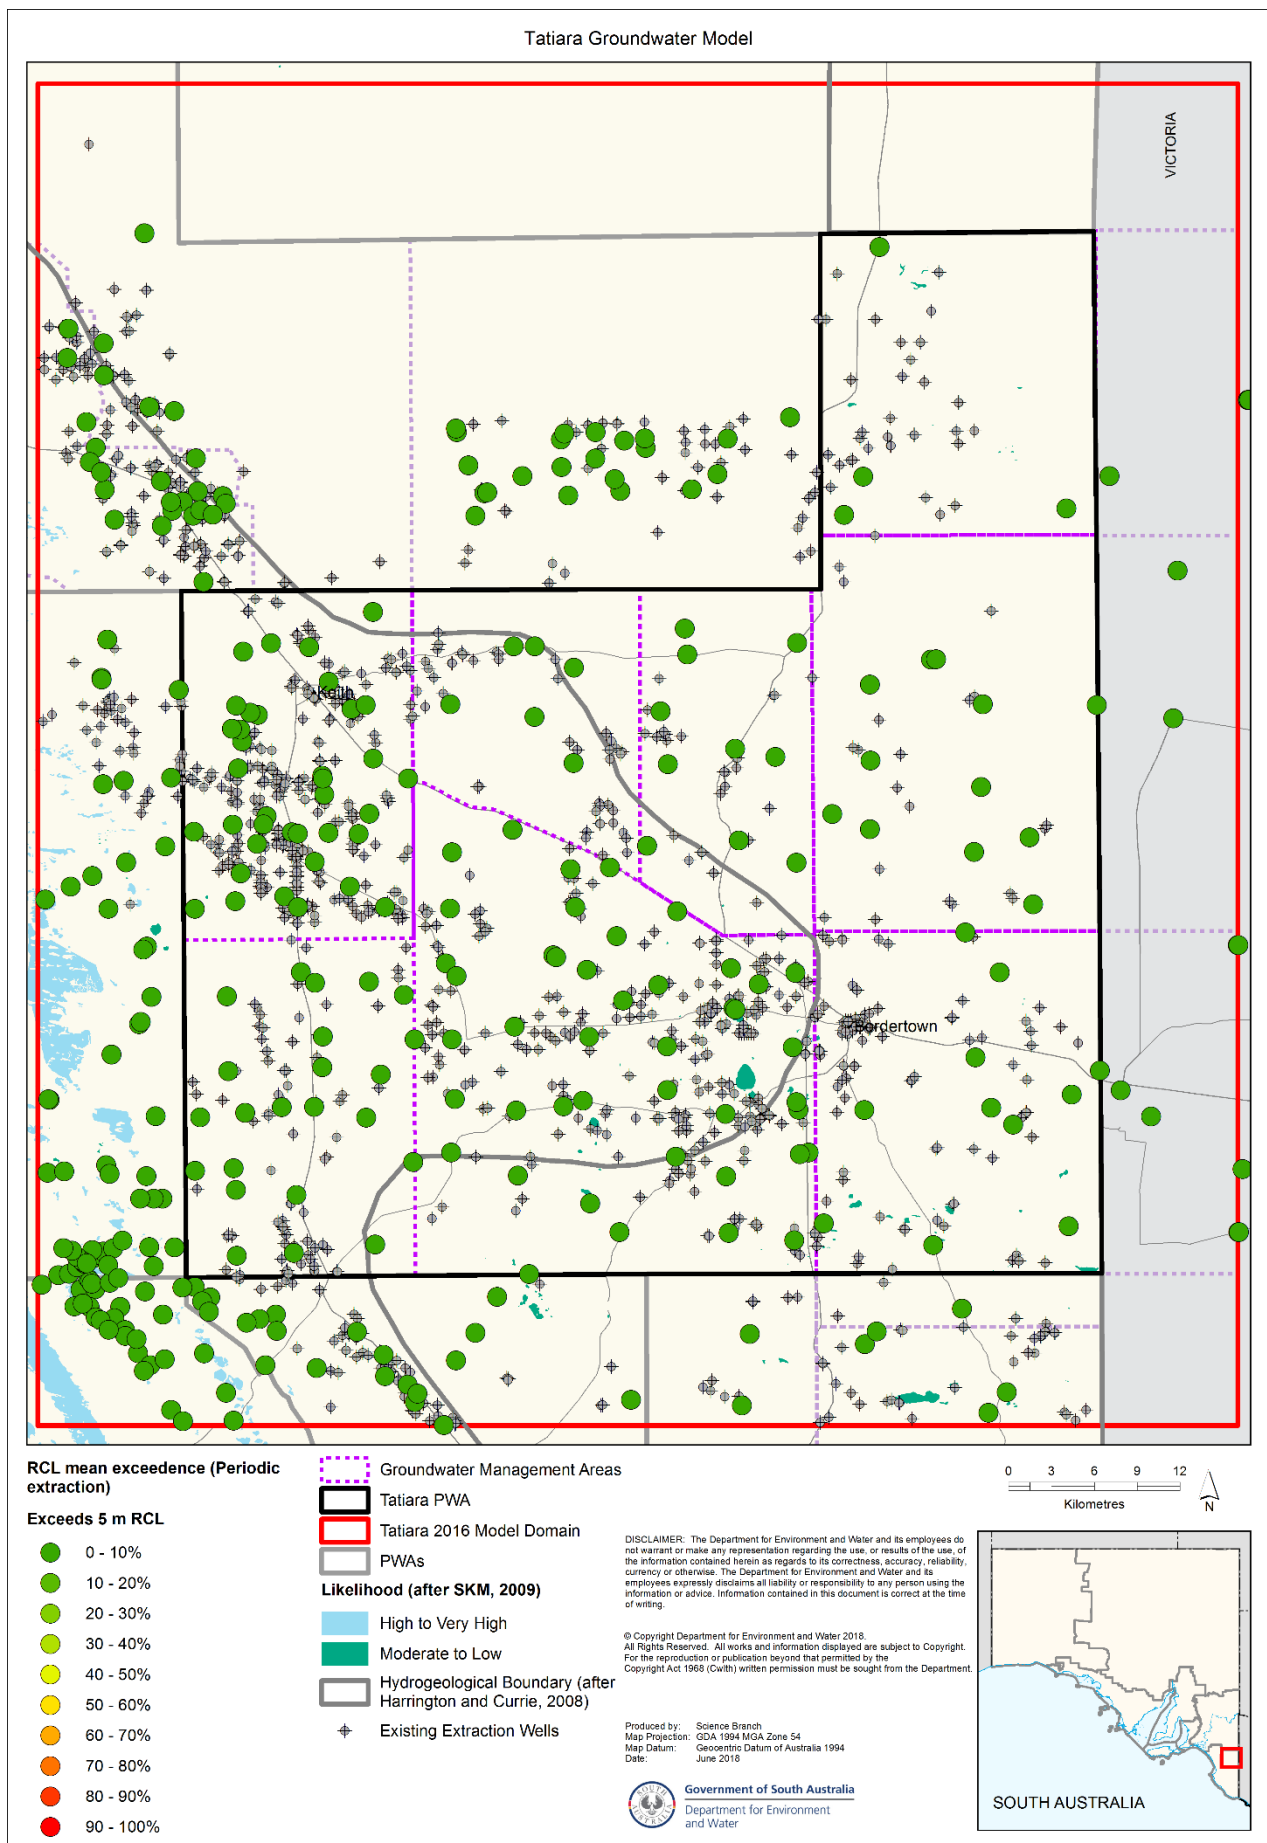 Tatiara Groundwater Model
VICTORIA
Keith
Bordertown
RCL mean exceedence (Periodic
extraction)
Exceeds 5 m RCL
0 - 10%
10 - 20%
20 - 30%
30 - 40%
40 - 50%
50 - 60%
60 - 70%
70 - 80%
80 - 90%
90 - 100%
Groundwater Management Areas
Tatiara PWA
Tatiara 2016 Model Domain
PWAs
Likelihood (after SKM, 2009)
High to Very High
Moderate to Low
Hydrogeological Boundary (after
Harrington and Currie, 2008)
Existing Extraction Wells
0 3 6 9 12
Kilometres
N
DISCLAIMER: The Department for Environment and Water and its employees do
not warrant or make any representation regarding the use, or results of the use, of
the information contained herein as regards to its correctness, accuracy, reliability,
currency or otherwise. The Department for Environment and Water and its
employees expressly disclaims all liability or responsibility to any person using the
information or advice. Information contained in this document is correct at the time
of writing.
© Copyright Department for Environment and Water 2018.
All Rights Reserved. All works and information displayed are subject to Copyright.
For the reproduction or publication beyond that permitted by the
Copyright Act 1968 (Cwlth) written permission must be sought from the Department.
Produced by: Science Branch
Map Projection: GDA 1994 MGA Zone 54
Map Datum: Geocentric Datum of Australia 1994
Date: June 2018
Government of South Australia
Department for Environment
and Water
SOUTH AUSTRALIA